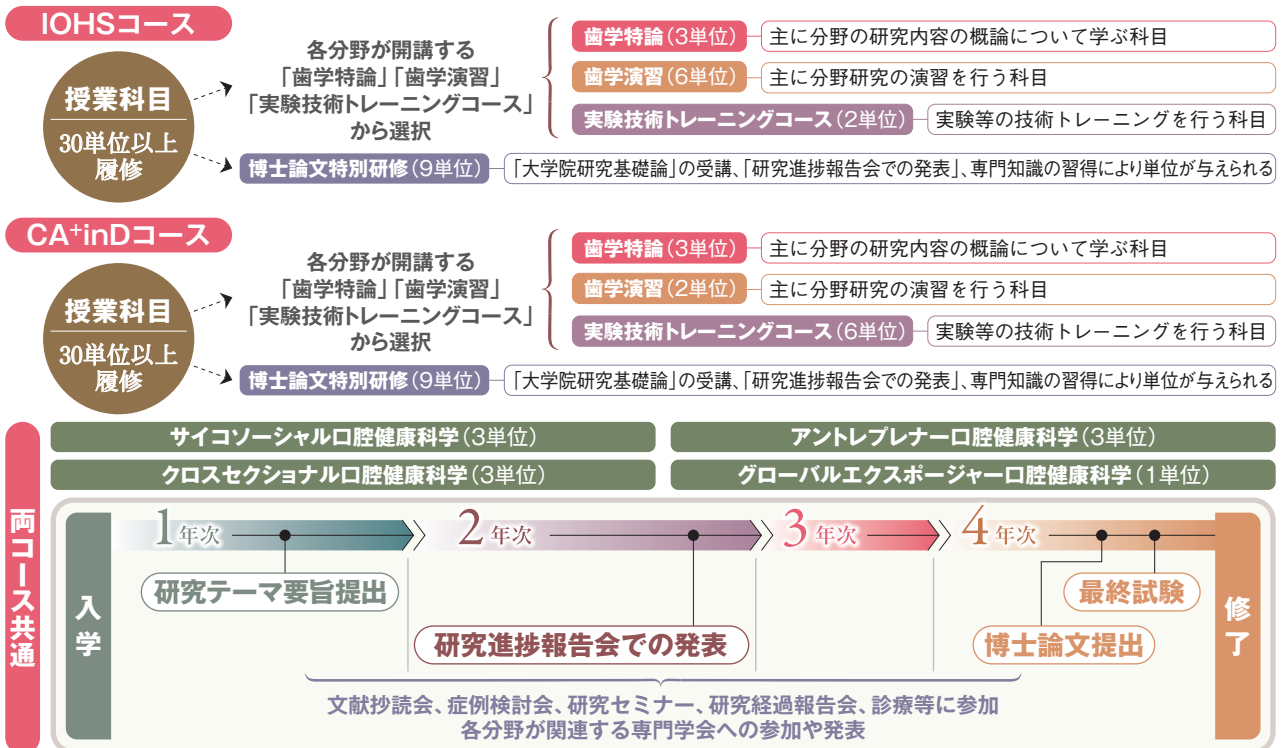 IOHSコース
授業科目
30単位以上
履修
各分野が開講する
「歯学特論」「歯学演習」
「実験技術トレーニングコース」
から選択
歯学特論(3単位) 主に分野の研究内容の概論について学ぶ科目
歯学演習(6単位) 主に分野研究の演習を行う科目
実験技術トレーニングコース(2単位) 実験等の技術トレーニングを行う科目
博士論文特別研修(9単位) 「大学院研究基礎論」の受講、「研究進捗報告会での発表」、専門知識の習得により単位が与えられる
CA⁺inDコース
授業科目
30単位以上
履修
各分野が開講する
「歯学特論」「歯学演習」
「実験技術トレーニングコース」
から選択
歯学特論(3単位) 主に分野の研究内容の概論について学ぶ科目
歯学演習(2単位) 主に分野研究の演習を行う科目
実験技術トレーニングコース(6単位) 実験等の技術トレーニングを行う科目
博士論文特別研修(9単位) 「大学院研究基礎論」の受講、「研究進捗報告会での発表」、専門知識の習得により単位が与えられる
両コース共通
サイコソーシャル口腔健康科学(3単位) アントレプレナー口腔健康科学(3単位)
クロスセクショナル口腔健康科学(3単位) グローバルエクスポージャー口腔健康科学(1単位)
入学
1年次 2年次 3年次 4年次
研究テーマ要旨提出
最終試験
研究進捗報告会での発表
博士論文提出
修了
文献抄読会、症例検討会、研究セミナー、研究経過報告会、診療等に参加
各分野が関連する専門学会への参加や発表